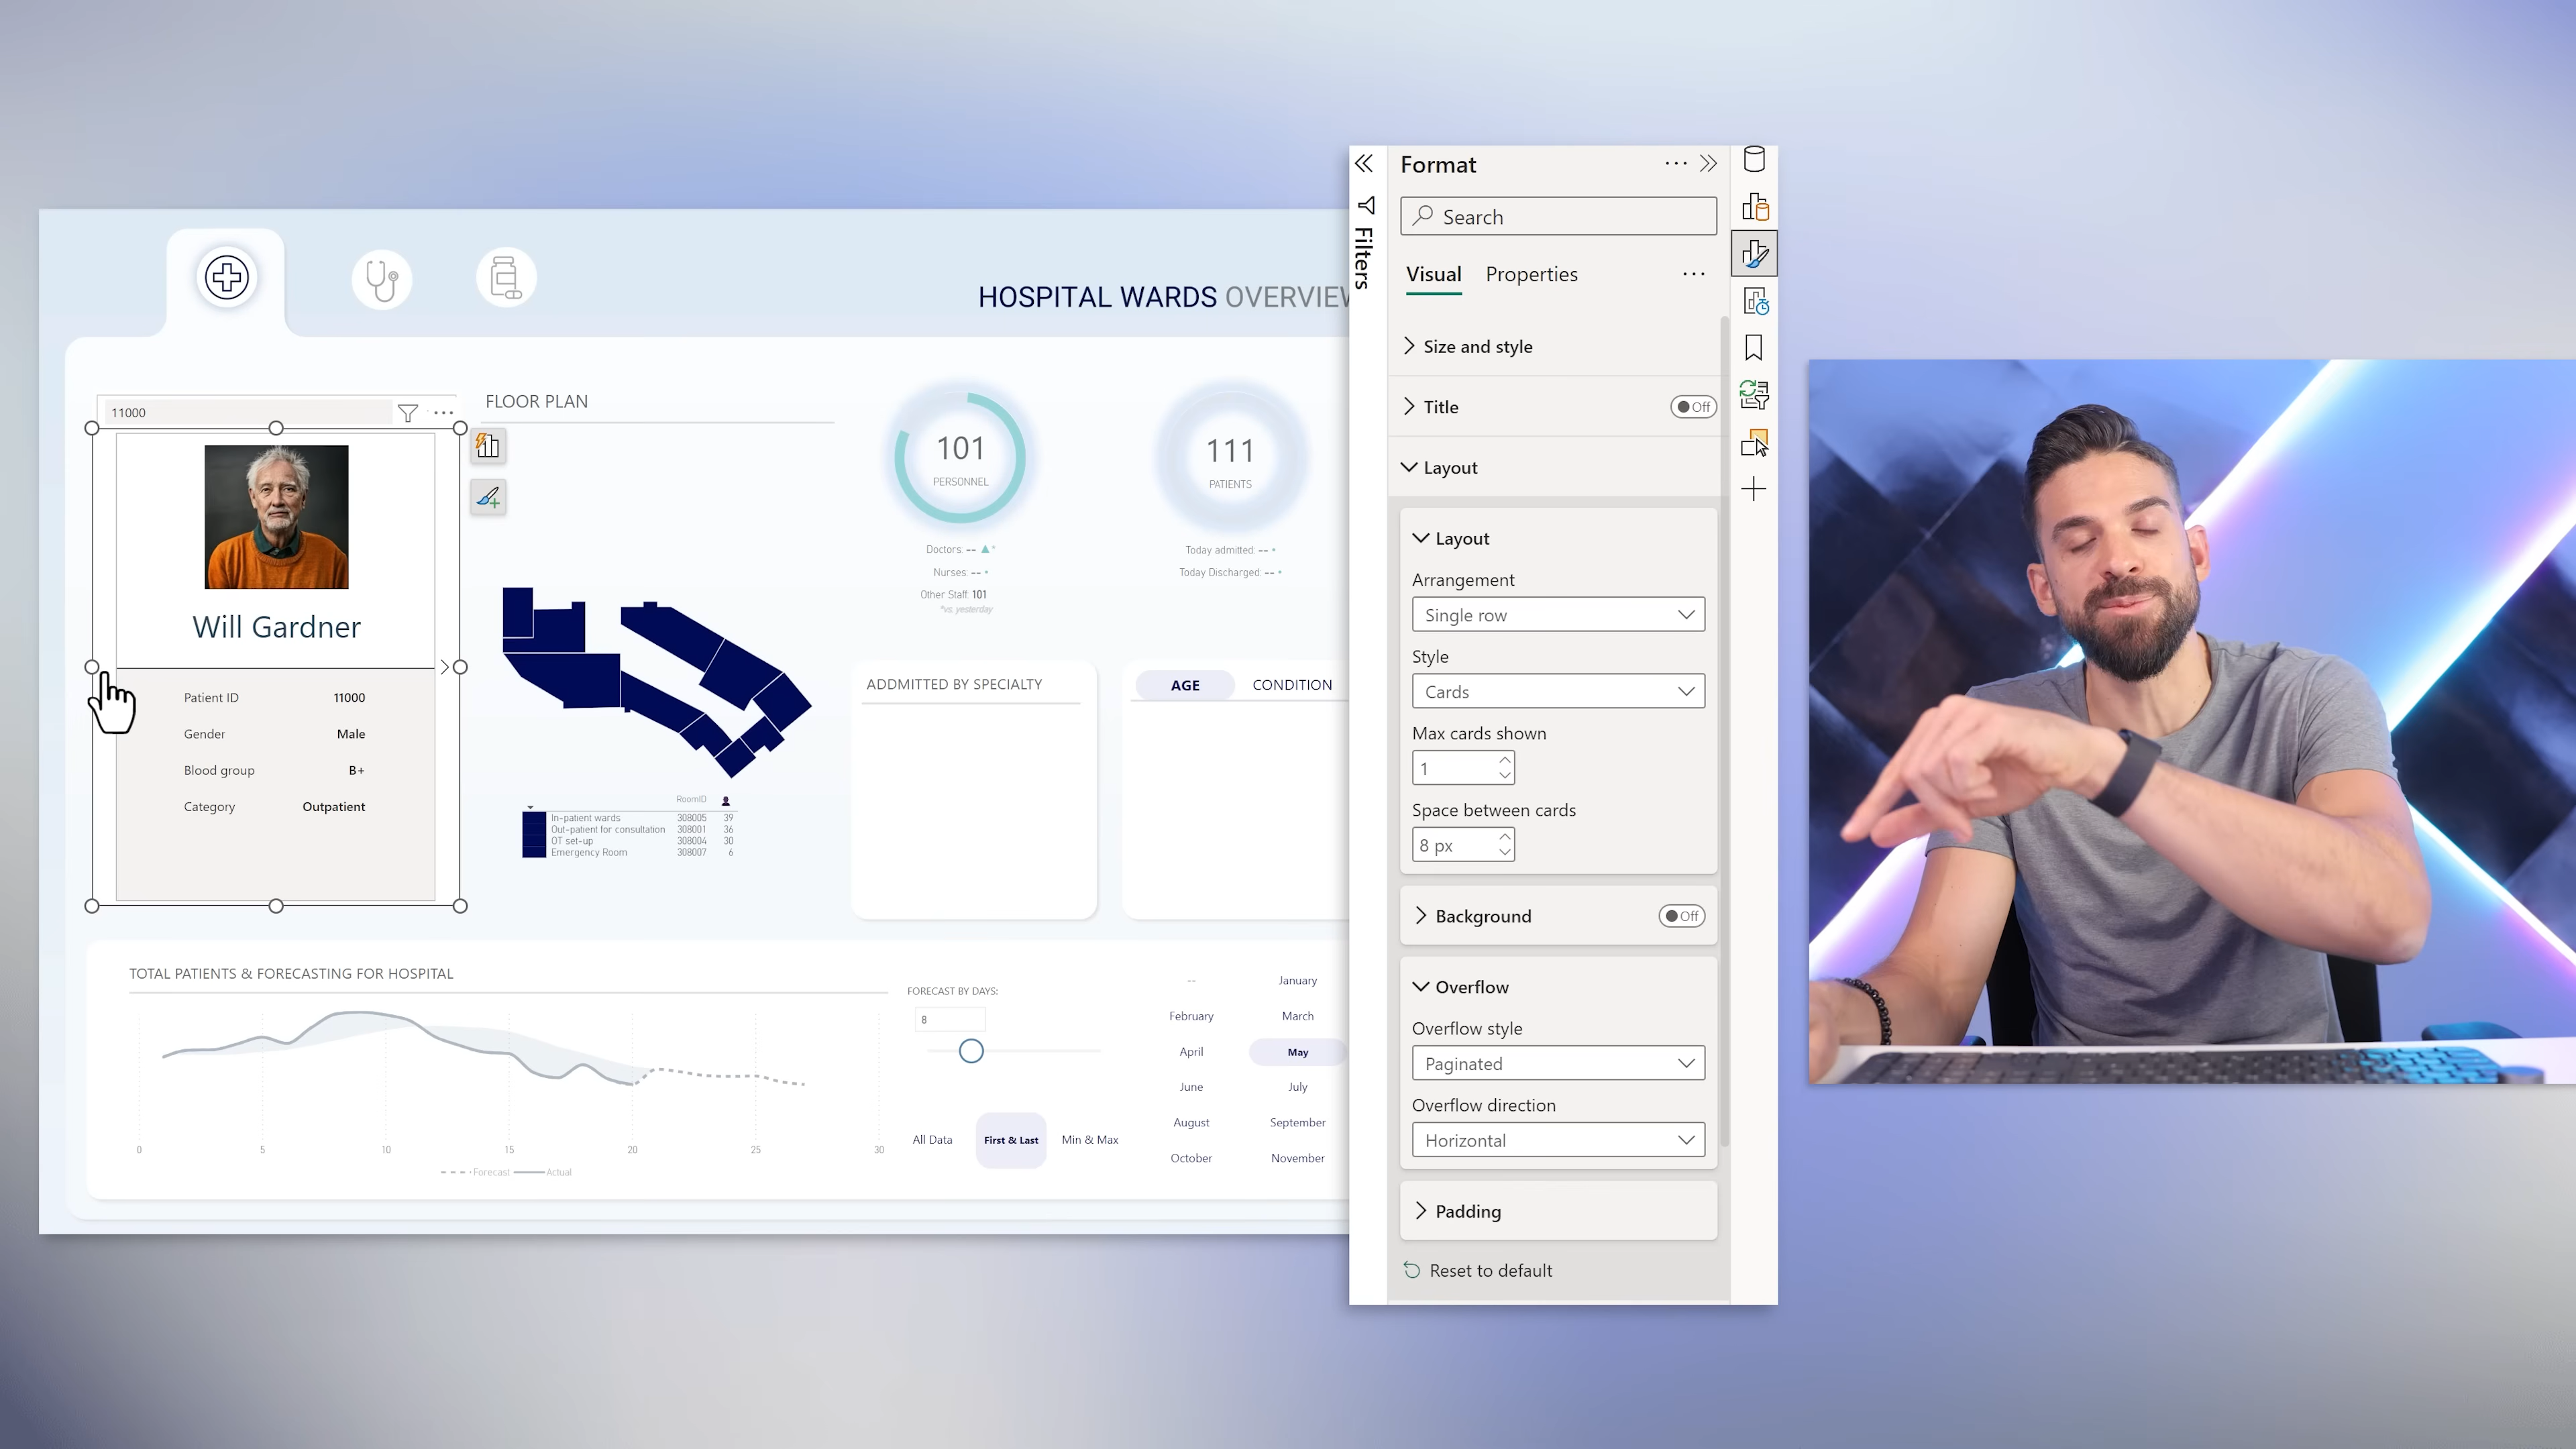 HOSPITAL WARDS OVERVIEW
11000
Will Gardner
Patient ID 11000
Gender Male
Blood group B+
Category Outpatient
FLOOR PLAN
RoomID
In-patient wards 308005 39
Out-patient for consultation 308001 36
OT set-up 308004 30
Emergency Room 308007 6
101
PERSONNEL
Doctors: -- ▲*
Nurses: -- *
Other Staff: 101
*vs. yesterday
111
PATIENTS
Today admitted: -- *
Today Discharged: -- *
ADDMITTED BY SPECIALTY
AGE CONDITION
TOTAL PATIENTS & FORECASTING FOR HOSPITAL
0 5 10 15 20 25 30
Forecast Actual
FORECAST BY DAYS:
8
All Data First & Last Min & Max
-- January
February March
April May
June July
August September
October November
Filters
Format
Search
Visual Properties
Size and style
Title Off
Layout
Layout
Arrangement
Single row
Style
Cards
Max cards shown
1
Space between cards
8 px
Background Off
Overflow
Overflow style
Paginated
Overflow direction
Horizontal
Padding
Reset to default